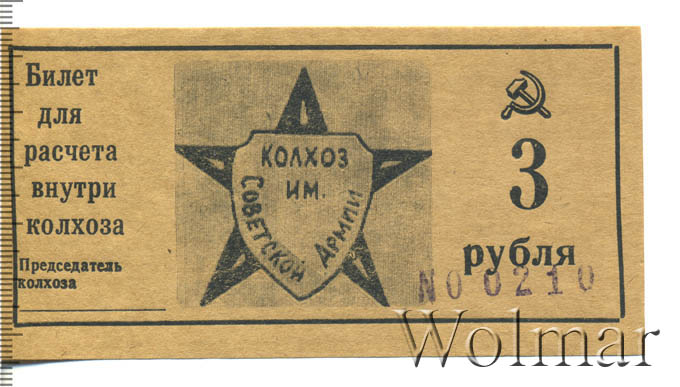 Билет
для
расчета
внутри
колхоза
Председатель
колхоза
КОЛХОЗ
ИМ.
СОВЕТСКОЙ АРМИИ
3
рубля
NO 0210
Wolmar